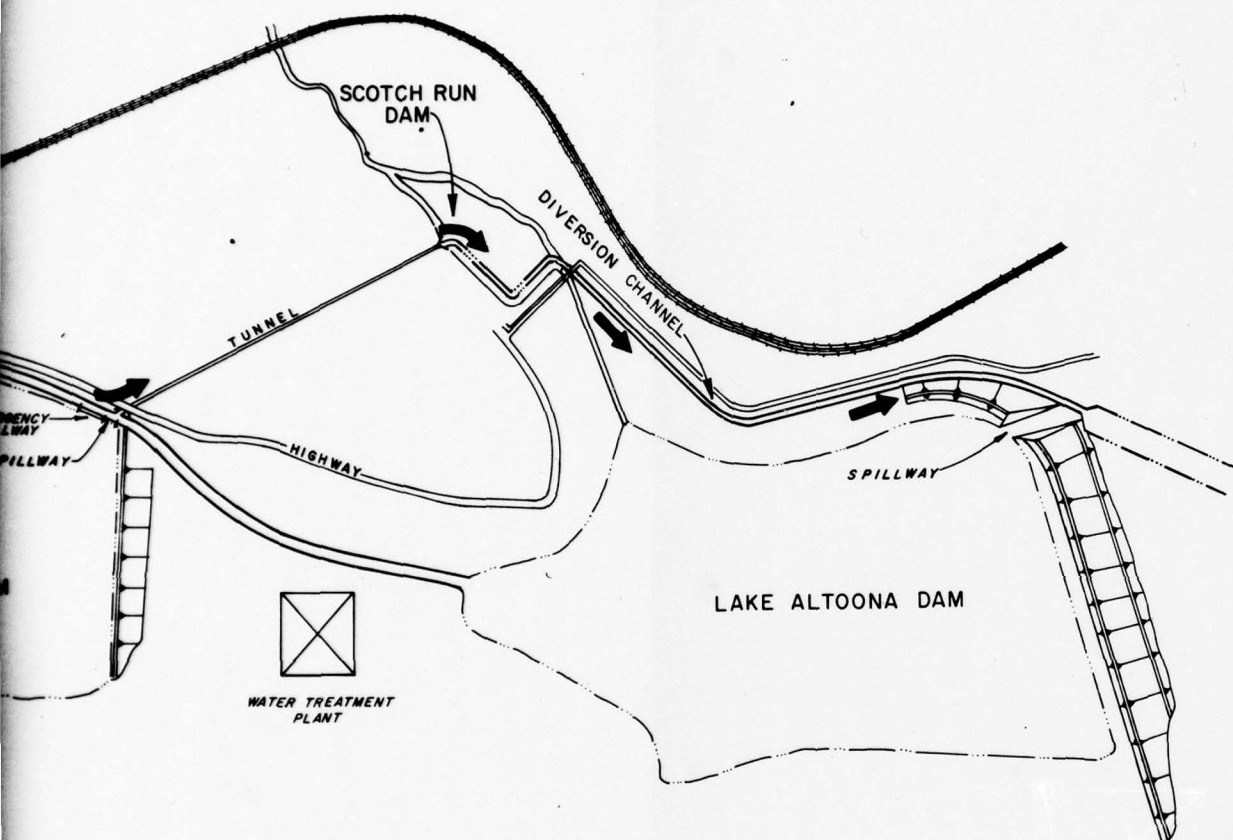 SCOTCH RUN
DAM
DIVERSION CHANNEL
TUNNEL
HIGHWAY
SPILLWAY
LAKE ALTOONA DAM
WATER TREATMENT
PLANT